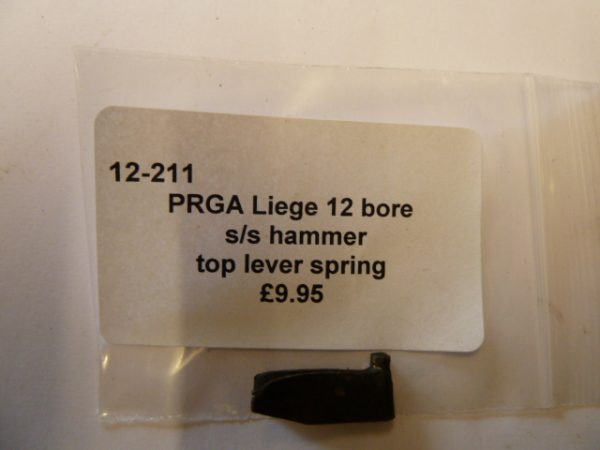 12-211
PRGA Liege 12 bore
s/s hammer
top lever spring
£9.95